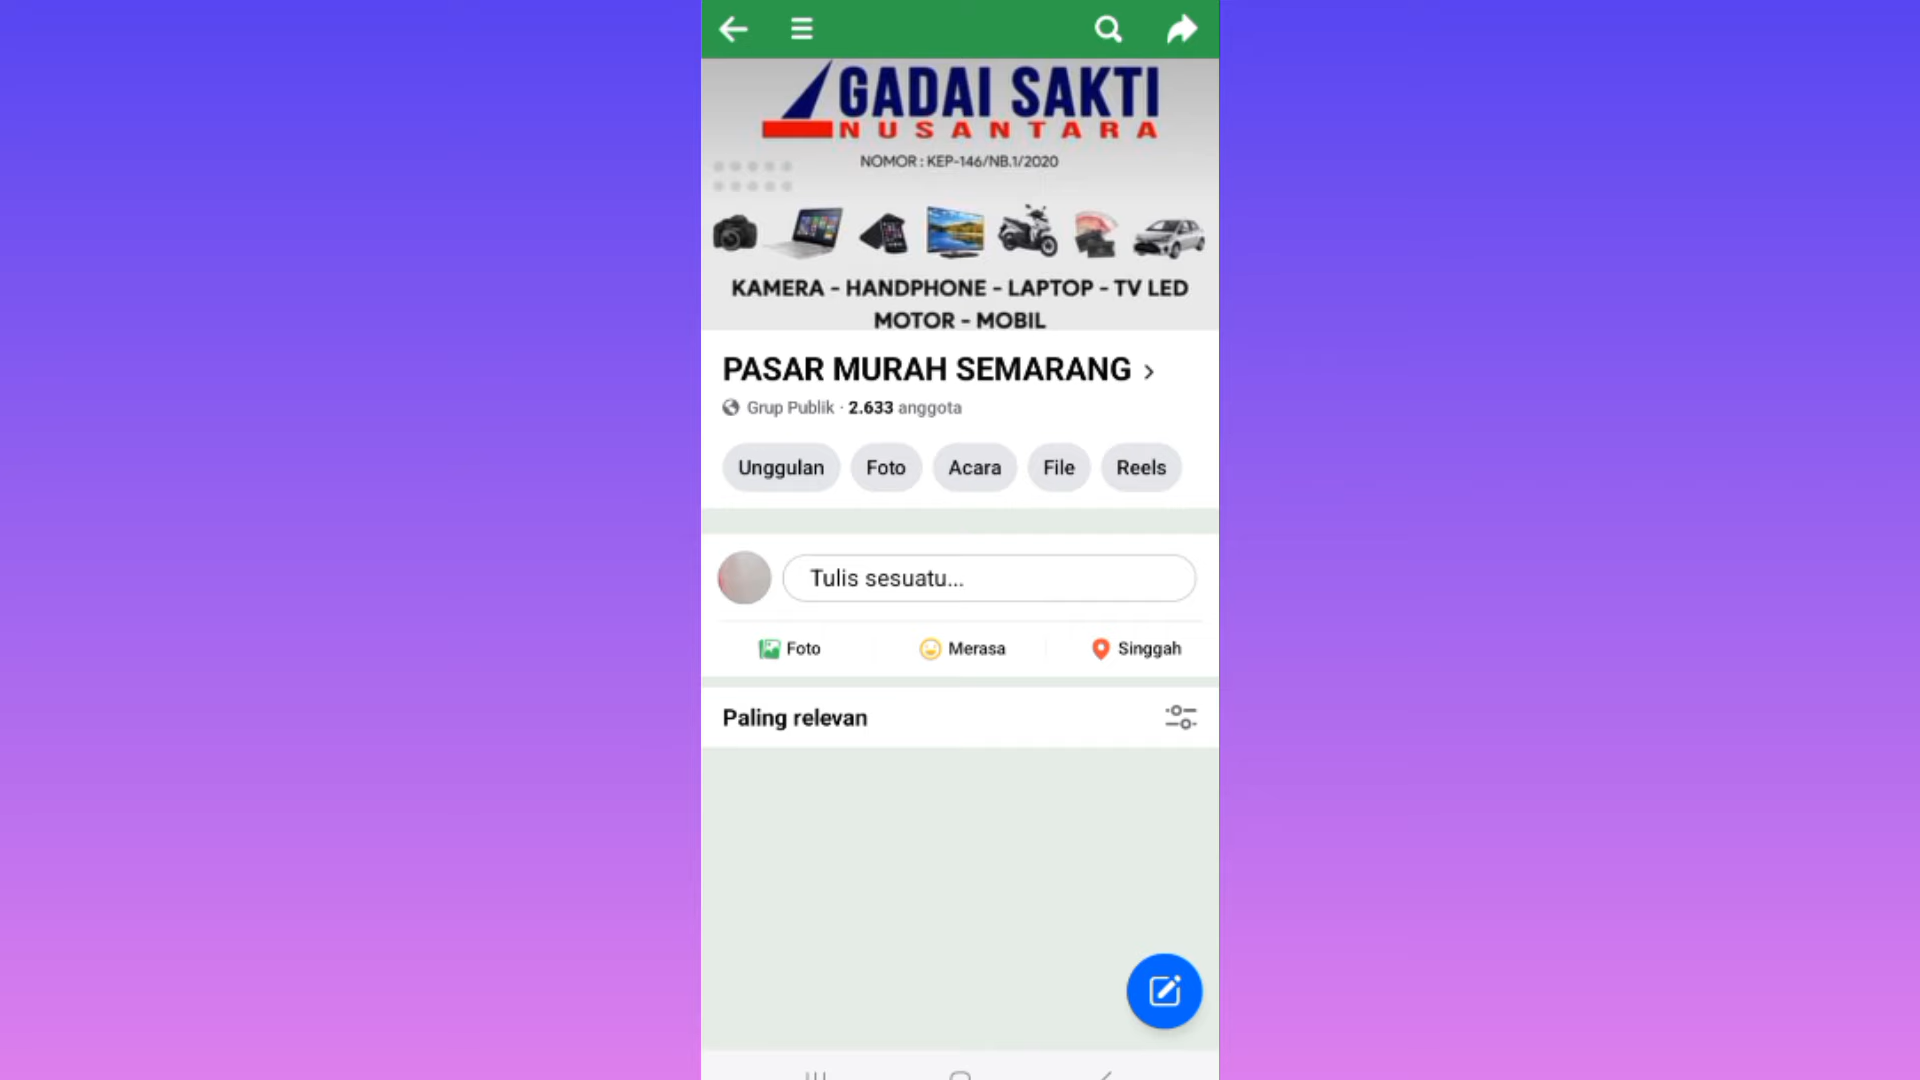 GADAI SAKTI
NUSANTARA
NOMOR : KEP-146/NB.1/2020
KAMERA - HANDPHONE - LAPTOP - TV LED
MOTOR - MOBIL
PASAR MURAH SEMARANG
Grup Publik · 2.633 anggota
Unggulan Foto Acara File Reels
Tulis sesuatu...
Foto Merasa Singgah
Paling relevan